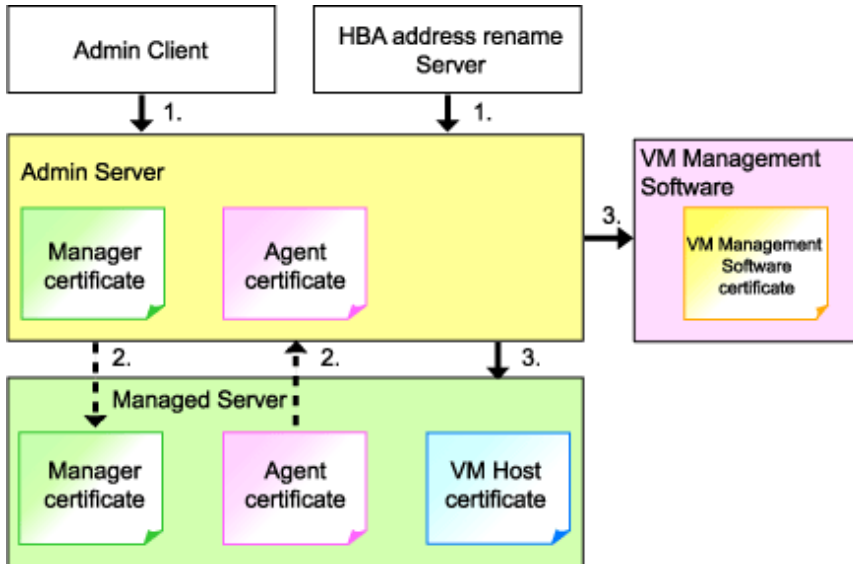 Admin Client
HBA address rename
Server
1.
1.
Admin Server
Manager
certificate
Agent
certificate
3.
VM Management
Software
VM Management
Software
certificate
2.
2.
3.
Managed Server
Manager
certificate
Agent
certificate
VM Host
certificate